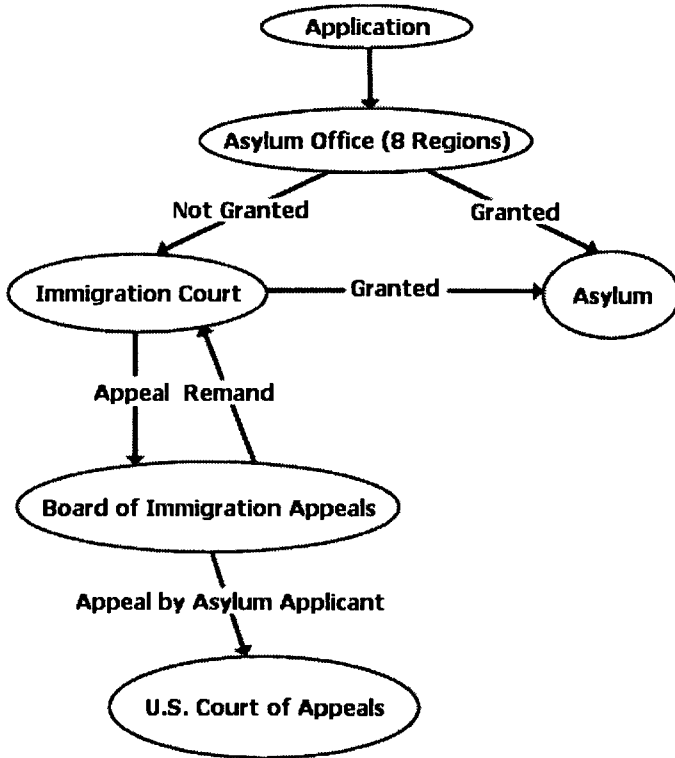 Application
Asylum Office (8 Regions)
Not Granted
Granted
Immigration Court
Granted
Asylum
Appeal Remand
Board of Immigration Appeals
Appeal by Asylum Applicant
U.S. Court of Appeals